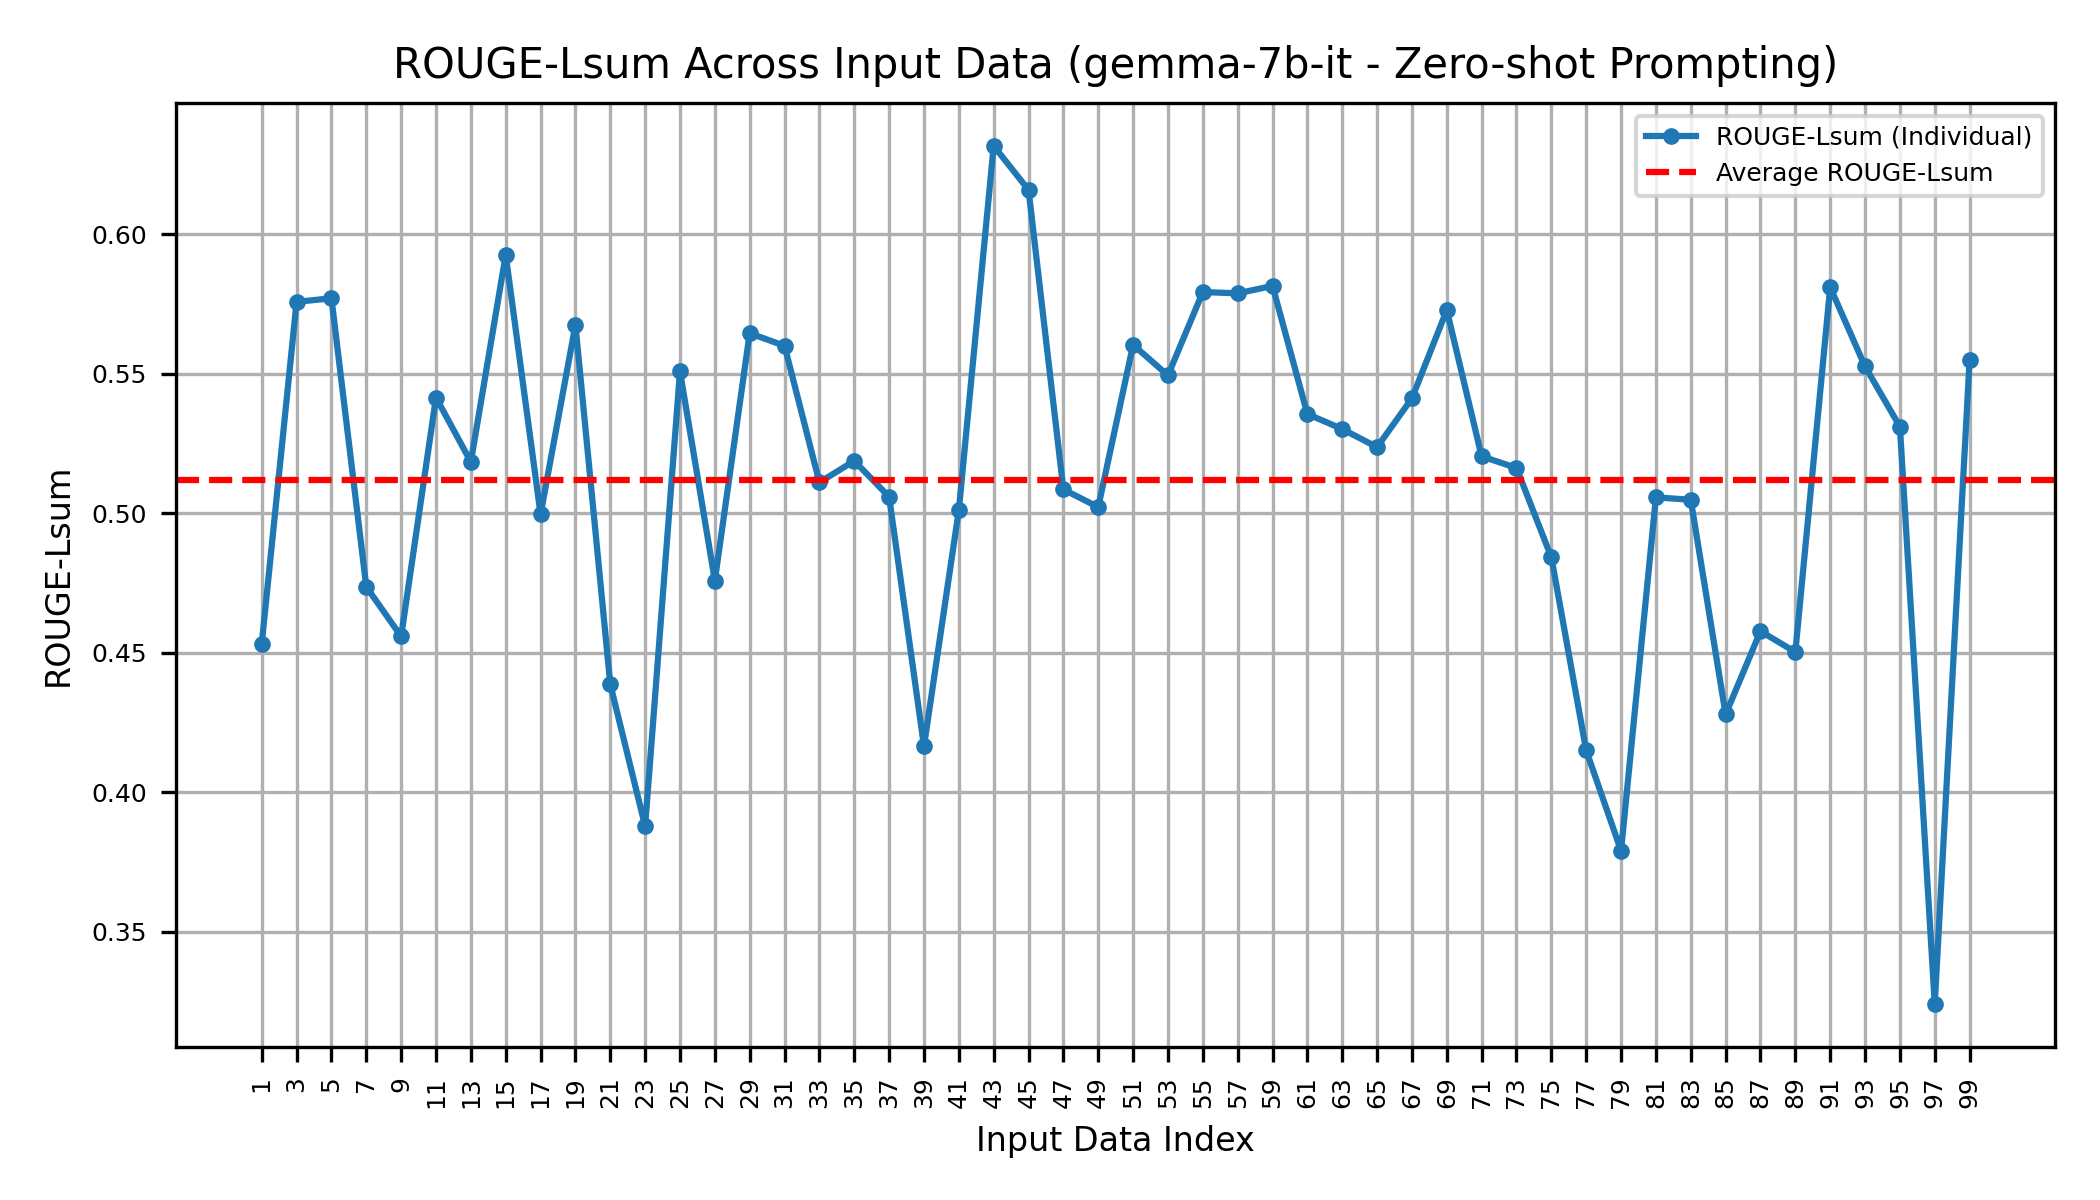 ROUGE-Lsum Across Input Data (gemma-7b-it - Zero-shot Prompting)
ROUGE-Lsum (Individual)
Average ROUGE-Lsum
ROUGE-Lsum
0.60
0.55
0.50
0.45
0.40
0.35
1 3 5 7 9 11 13 15 17 19 21 23 25 27 29 31 33 35 37 39 41 43 45 47 49 51 53 55 57 59 61 63 65 67 69 71 73 75 77 79 81 83 85 87 89 91 93 95 97 99
Input Data Index